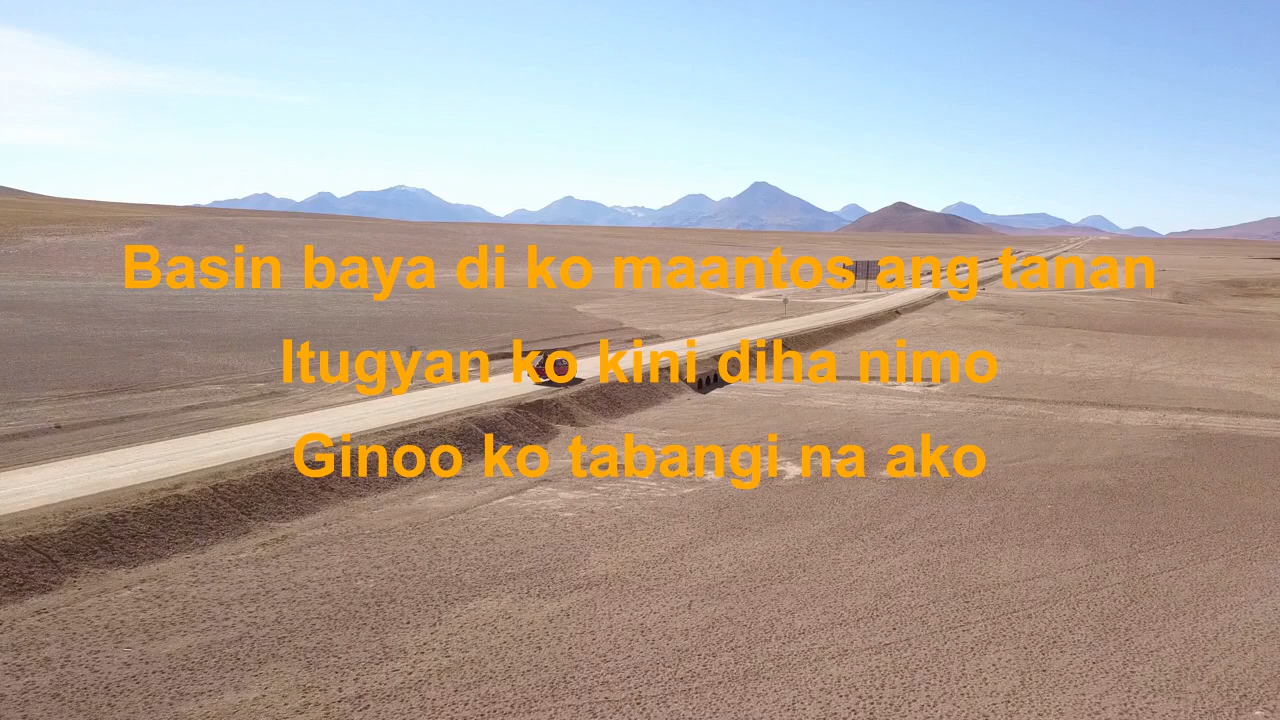 Basin baya di ko maantos ang tanan
Itugyan ko kini diha nimo
Ginoo ko tabangi na ako